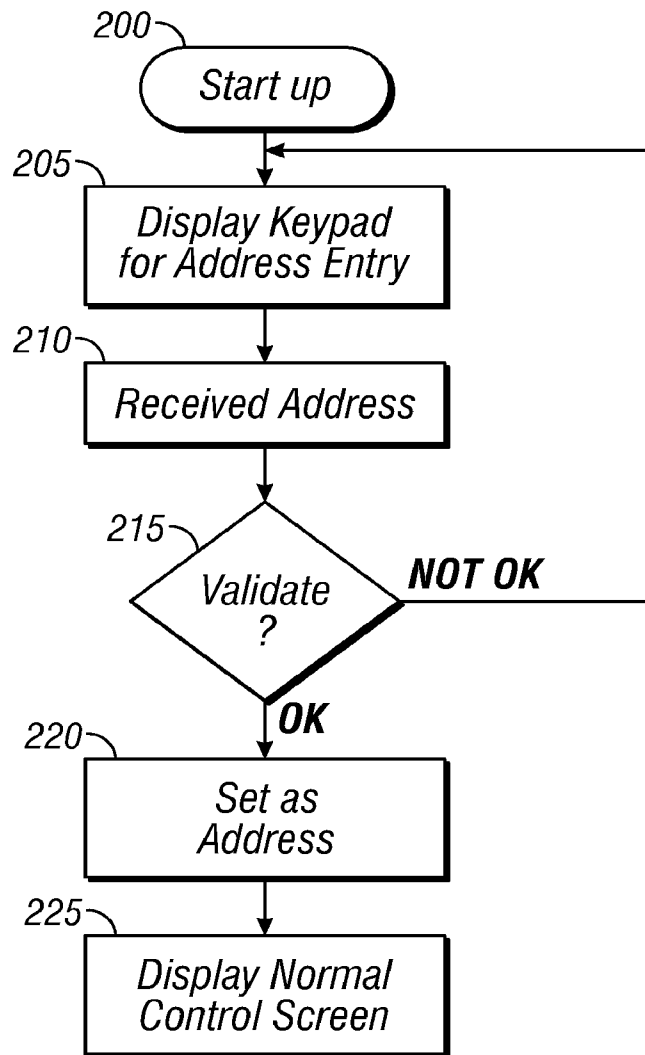 200
Start up
205
Display Keypad
for Address Entry
210
Received Address
215
Validate
?
NOT OK
OK
220
Set as
Address
225
Display Normal
Control Screen